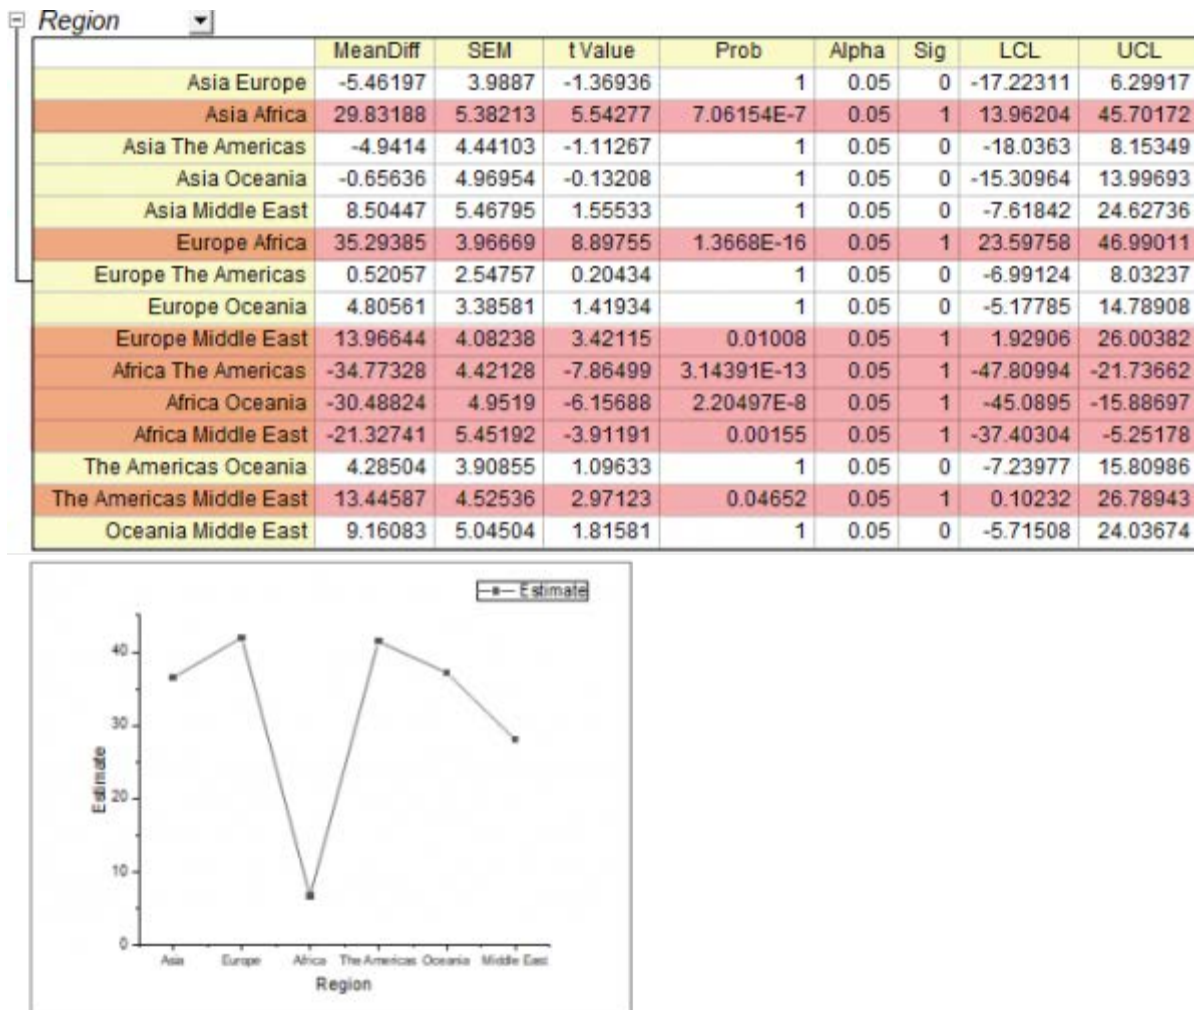 Region
MeanDiff SEM t Value Prob Alpha Sig LCL UCL
Asia Europe -5.46197 3.9887 -1.36936 1 0.05 0 -17.22311 6.29917
Asia Africa 29.83188 5.38213 5.54277 7.06154E-7 0.05 1 13.96204 45.70172
Asia The Americas -4.9414 4.44103 -1.11267 1 0.05 0 -18.0363 8.15349
Asia Oceania -0.65636 4.96954 -0.13208 1 0.05 0 -15.30964 13.99693
Asia Middle East 8.50447 5.46795 1.55533 1 0.05 0 -7.61842 24.62736
Europe Africa 35.29385 3.96669 8.89755 1.3668E-16 0.05 1 23.59758 46.99011
Europe The Americas 0.52057 2.54757 0.20434 1 0.05 0 -6.99124 8.03237
Europe Oceania 4.80561 3.38581 1.41934 1 0.05 0 -5.17785 14.78908
Europe Middle East 13.96644 4.08238 3.42115 0.01008 0.05 1 1.92906 26.00382
Africa The Americas -34.77328 4.42128 -7.86499 3.14391E-13 0.05 1 -47.80994 -21.73662
Africa Oceania -30.48824 4.9519 -6.15688 2.20497E-8 0.05 1 -45.0895 -15.88697
Africa Middle East -21.32741 5.45192 -3.91191 0.00155 0.05 1 -37.40304 -5.25178
The Americas Oceania 4.28504 3.90855 1.09633 1 0.05 0 -7.23977 15.80986
The Americas Middle East 13.44587 4.52536 2.97123 0.04652 0.05 1 0.10232 26.78943
Oceania Middle East 9.16083 5.04504 1.81581 1 0.05 0 -5.71508 24.03674
Estimate
40
30
20
10
0
Estimate
Asia Europe Africa The Americas Oceania Middle East
Region